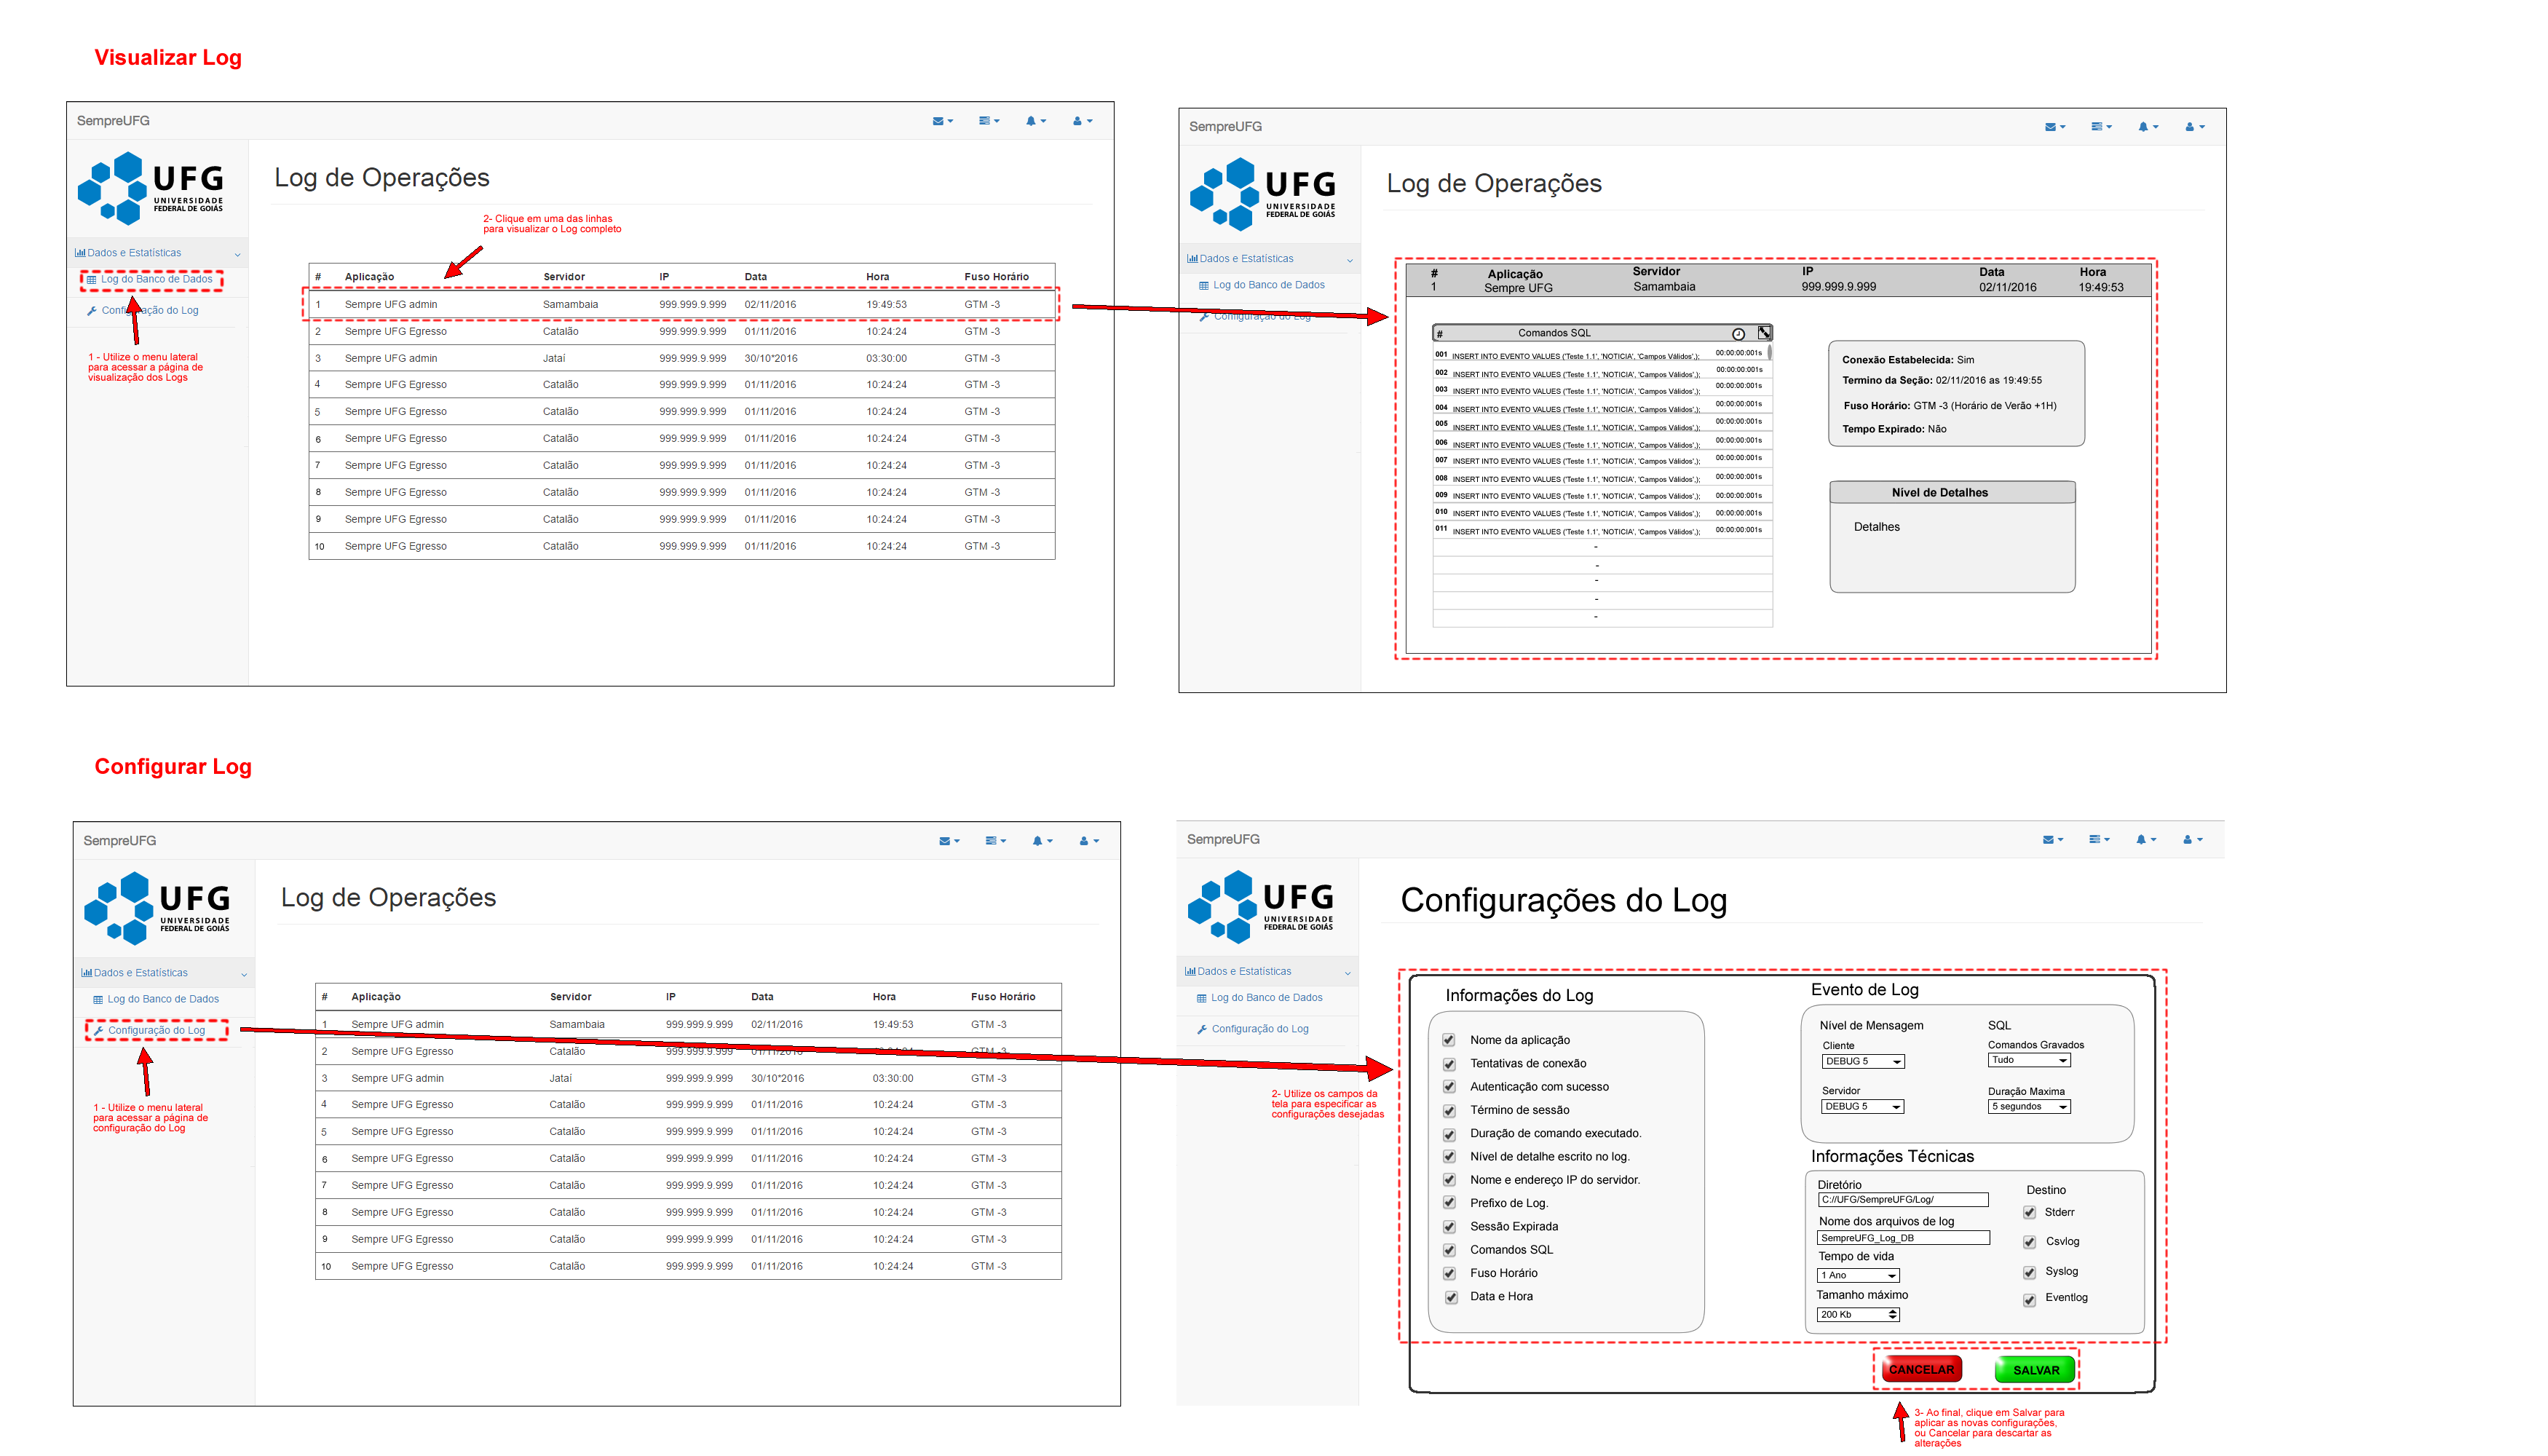 Visualizar Log
SempreUFG
UFG
UNIVERSIDADE
FEDERAL DE GOIÁS
Dados e Estatísticas
Log do Banco de Dados
Configuração do Log
1 - Utilize o menu lateral
para acessar a página de
visualização dos Logs
Log de Operações
2- Clique em uma das linhas
para visualizar o Log completo
# Aplicação Servidor IP Data Hora Fuso Horário
1 Sempre UFG admin Samambaia 999.999.9.999 02/11/2016 19:49:53 GTM -3
2 Sempre UFG Egresso Catalão 999.999.9.999 01/11/2016 10:24:24 GTM -3
3 Sempre UFG admin Jataí 999.999.9.999 30/10*2016 03:30:00 GTM -3
4 Sempre UFG Egresso Catalão 999.999.9.999 01/11/2016 10:24:24 GTM -3
5 Sempre UFG Egresso Catalão 999.999.9.999 01/11/2016 10:24:24 GTM -3
6 Sempre UFG Egresso Catalão 999.999.9.999 01/11/2016 10:24:24 GTM -3
7 Sempre UFG Egresso Catalão 999.999.9.999 01/11/2016 10:24:24 GTM -3
8 Sempre UFG Egresso Catalão 999.999.9.999 01/11/2016 10:24:24 GTM -3
9 Sempre UFG Egresso Catalão 999.999.9.999 01/11/2016 10:24:24 GTM -3
10 Sempre UFG Egresso Catalão 999.999.9.999 01/11/2016 10:24:24 GTM -3
SempreUFG
UFG
UNIVERSIDADE
FEDERAL DE GOIÁS
Dados e Estatísticas
Log do Banco de Dados
Configuração do Log
Log de Operações
# Aplicação Servidor IP Data Hora
1 Sempre UFG Samambaia 999.999.9.999 02/11/2016 19:49:53
# Comandos SQL
001 INSERT INTO EVENTO VALUES ('Teste 1.1', 'NOTICIA', 'Campos Válidos',); 00:00:00:001s
002 INSERT INTO EVENTO VALUES ('Teste 1.1', 'NOTICIA', 'Campos Válidos',); 00:00:00:001s
003 INSERT INTO EVENTO VALUES ('Teste 1.1', 'NOTICIA', 'Campos Válidos',); 00:00:00:001s
004 INSERT INTO EVENTO VALUES ('Teste 1.1', 'NOTICIA', 'Campos Válidos',); 00:00:00:001s
005 INSERT INTO EVENTO VALUES ('Teste 1.1', 'NOTICIA', 'Campos Válidos',); 00:00:00:001s
006 INSERT INTO EVENTO VALUES ('Teste 1.1', 'NOTICIA', 'Campos Válidos',); 00:00:00:001s
007 INSERT INTO EVENTO VALUES ('Teste 1.1', 'NOTICIA', 'Campos Válidos',); 00:00:00:001s
008 INSERT INTO EVENTO VALUES ('Teste 1.1', 'NOTICIA', 'Campos Válidos',); 00:00:00:001s
009 INSERT INTO EVENTO VALUES ('Teste 1.1', 'NOTICIA', 'Campos Válidos',); 00:00:00:001s
010 INSERT INTO EVENTO VALUES ('Teste 1.1', 'NOTICIA', 'Campos Válidos',); 00:00:00:001s
011 INSERT INTO EVENTO VALUES ('Teste 1.1', 'NOTICIA', 'Campos Válidos',); 00:00:00:001s
-
-
-
-
-
Conexão Estabelecida: Sim
Termino da Seção: 02/11/2016 as 19:49:55
Fuso Horário: GTM -3 (Horário de Verão +1H)
Tempo Expirado: Não
Nível de Detalhes
Detalhes
Configurar Log
SempreUFG
UFG
UNIVERSIDADE
FEDERAL DE GOIÁS
Dados e Estatísticas
Log do Banco de Dados
Configuração do Log
1 - Utilize o menu lateral
para acessar a página de
configuração do Log
Log de Operações
# Aplicação Servidor IP Data Hora Fuso Horário
1 Sempre UFG admin Samambaia 999.999.9.999 02/11/2016 19:49:53 GTM -3
2 Sempre UFG Egresso Catalão 999.999.9.999 01/11/2016 10:24:24 GTM -3
3 Sempre UFG admin Jataí 999.999.9.999 30/10*2016 03:30:00 GTM -3
4 Sempre UFG Egresso Catalão 999.999.9.999 01/11/2016 10:24:24 GTM -3
5 Sempre UFG Egresso Catalão 999.999.9.999 01/11/2016 10:24:24 GTM -3
6 Sempre UFG Egresso Catalão 999.999.9.999 01/11/2016 10:24:24 GTM -3
7 Sempre UFG Egresso Catalão 999.999.9.999 01/11/2016 10:24:24 GTM -3
8 Sempre UFG Egresso Catalão 999.999.9.999 01/11/2016 10:24:24 GTM -3
9 Sempre UFG Egresso Catalão 999.999.9.999 01/11/2016 10:24:24 GTM -3
10 Sempre UFG Egresso Catalão 999.999.9.999 01/11/2016 10:24:24 GTM -3
SempreUFG
UFG
UNIVERSIDADE
FEDERAL DE GOIÁS
Dados e Estatísticas
Log do Banco de Dados
Configuração do Log
2- Utilize os campos da
tela para especificar as
configurações desejadas
Configurações do Log
Informações do Log
Nome da aplicação
Tentativas de conexão
Autenticação com sucesso
Término de sessão
Duração de comando executado.
Nível de detalhe escrito no log.
Nome e endereço IP do servidor.
Prefixo de Log.
Sessão Expirada
Comandos SQL
Fuso Horário
Data e Hora
Evento de Log
Nível de Mensagem SQL
Cliente Comandos Gravados
DEBUG 5 Tudo
Servidor Duração Maxima
DEBUG 5 5 segundos
Informações Técnicas
Diretório
C://UFG/SempreUFG/Log/
Nome dos arquivos de log
SempreUFG_Log_DB
Tempo de vida
1 Ano
Tamanho máximo
200 Kb
Destino
Stderr
Csvlog
Syslog
Eventlog
CANCELAR SALVAR
3- Ao final, clique em Salvar para
aplicar as novas configurações,
ou Cancelar para descartar as
alterações